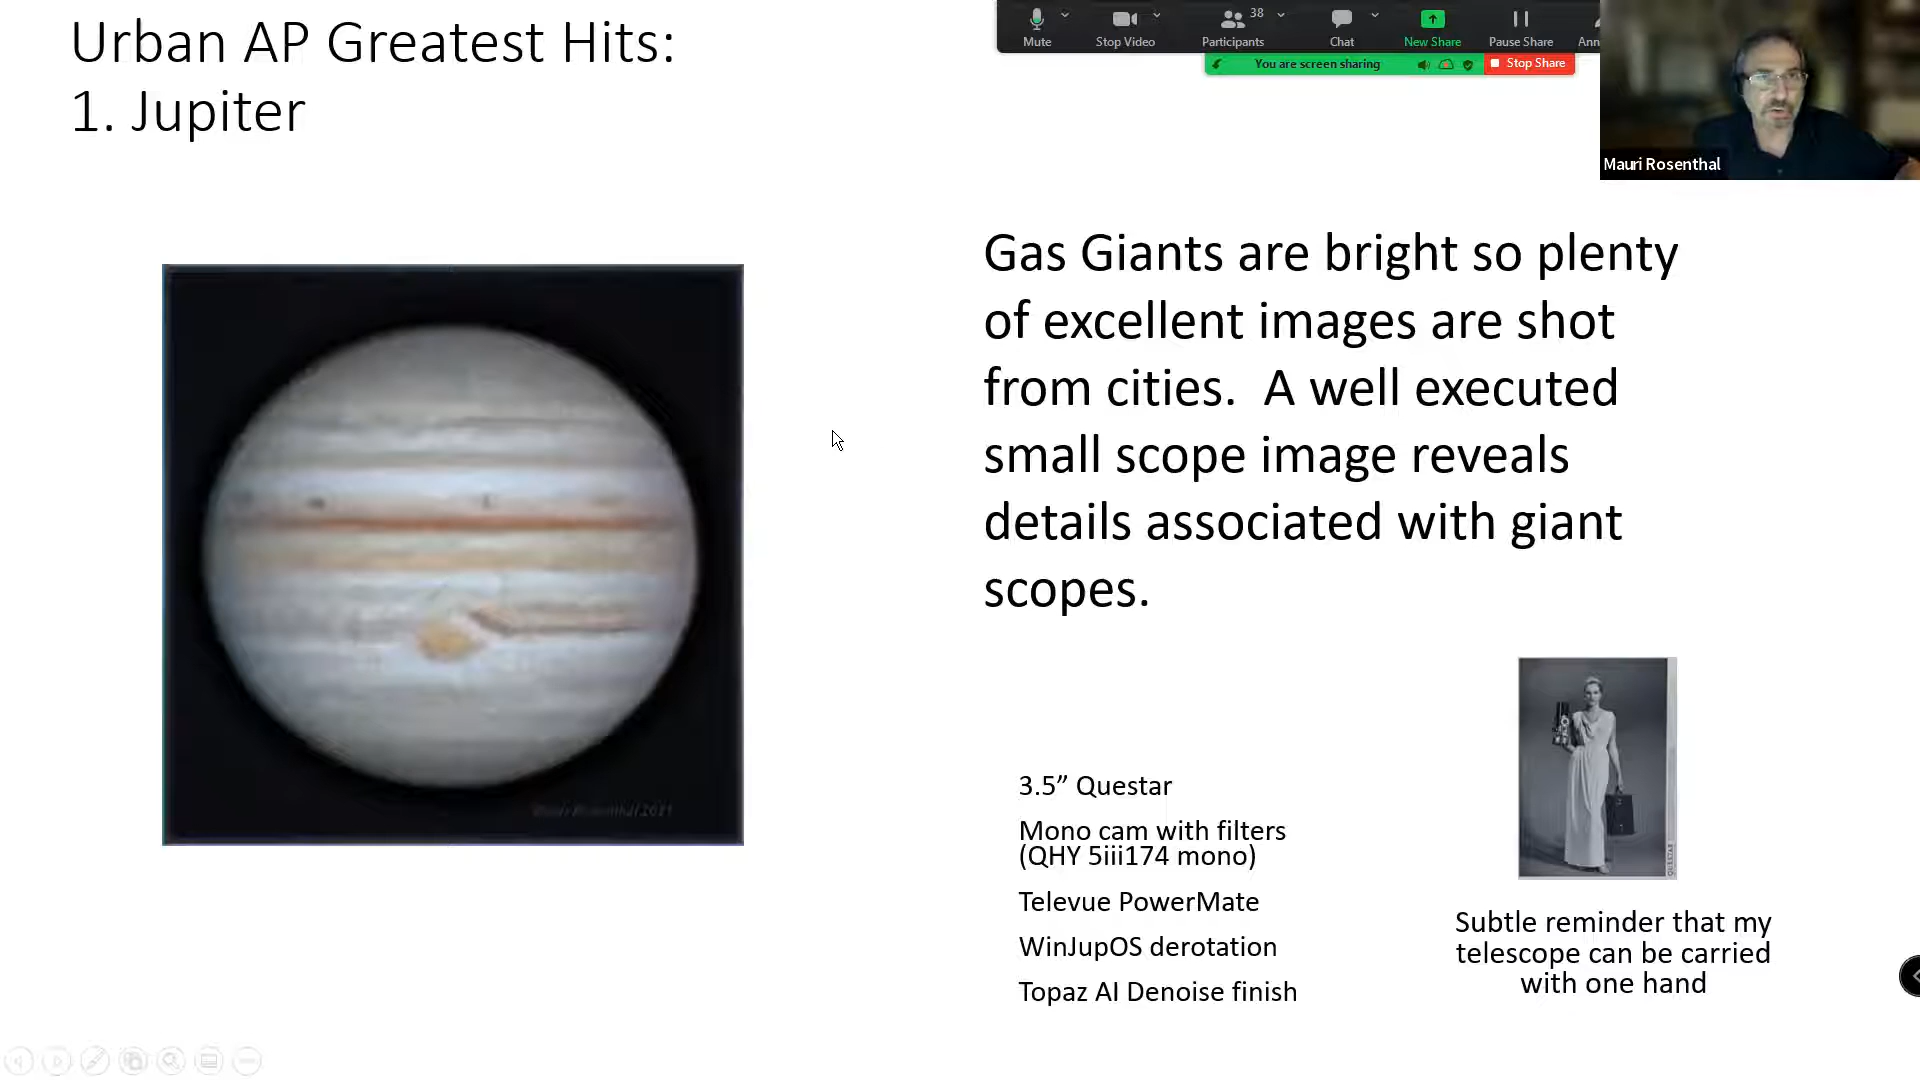 Urban AP Greatest Hits:
1. Jupiter
Mute
Stop Video
38
Participants
Chat
New Share
Pause Share
You are screen sharing
Stop Share
Mauri Rosenthal
Gas Giants are bright so plenty
of excellent images are shot
from cities. A well executed
small scope image reveals
details associated with giant
scopes.
3.5” Questar
Mono cam with filters
(QHY 5iii174 mono)
Televue PowerMate
WinJupOS derotation
Topaz AI Denoise finish
QUESTAR
Subtle reminder that my
telescope can be carried
with one hand